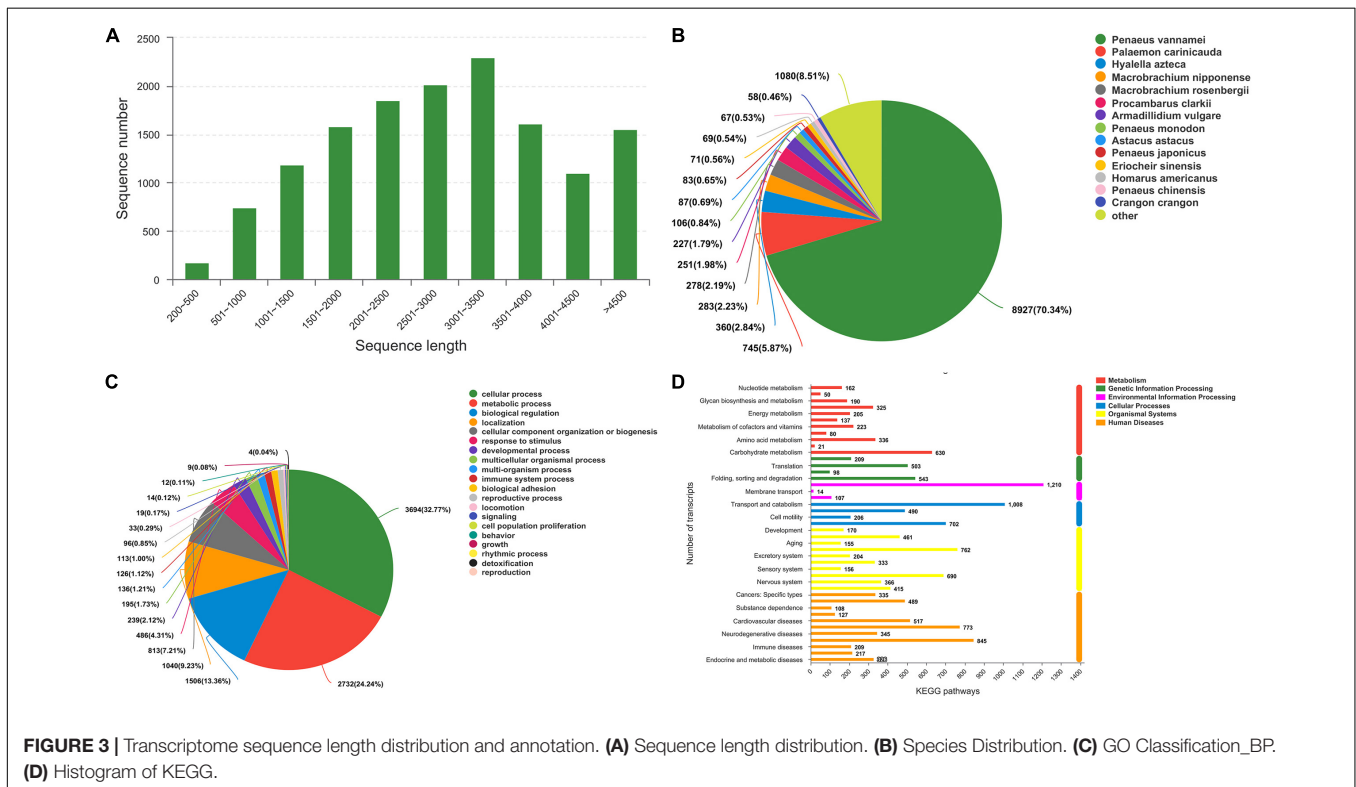 A
2500
2000
1500
1000
500
0
Sequence number
200~500
501~1000
1001~1500
1501~2000
2001~2500
2501~3000
3001~3500
3501~4000
4001~4500
>4500
Sequence length
B
1080(8.51%)
58(0.46%)
67(0.53%)
69(0.54%)
71(0.56%)
83(0.65%)
87(0.69%)
106(0.84%)
227(1.79%)
251(1.98%)
278(2.19%)
283(2.23%)
360(2.84%)
745(5.87%)
8927(70.34%)
Penaeus vannamei
Palaemon carinicauda
Hyalella azteca
Macrobrachium nipponense
Macrobrachium rosenbergii
Procambarus clarkii
Armadillidium vulgare
Penaeus monodon
Astacus astacus
Penaeus japonicus
Eriocheir sinensis
Homarus americanus
Penaeus chinensis
Crangon crangon
other
C
4(0.04%)
9(0.08%)
12(0.11%)
14(0.12%)
19(0.17%)
33(0.29%)
96(0.85%)
113(1.00%)
126(1.12%)
136(1.21%)
195(1.73%)
239(2.12%)
486(4.31%)
813(7.21%)
1040(9.23%)
1506(13.36%)
2732(24.24%)
3694(32.77%)
cellular process
metabolic process
biological regulation
localization
cellular component organization or biogenesis
response to stimulus
developmental process
multicellular organismal process
multi-organism process
immune system process
biological adhesion
reproductive process
locomotion
signaling
cell population proliferation
behavior
growth
rhythmic process
detoxification
reproduction
D
Number of transcripts
Nucleotide metabolism 162
50
Glycan biosynthesis and metabolism 190
325
Energy metabolism 205
137
Metabolism of cofactors and vitamins 223
80
Amino acid metabolism 336
21
Carbohydrate metabolism 630
209
Translation 503
98
Folding, sorting and degradation 543
1,210
Membrane transport 14
107
Transport and catabolism 1,008
490
Cell motility 206
702
Development 170
461
Aging 155
762
Excretory system 204
333
Sensory system 156
690
Nervous system 366
415
Cancers: Specific types 335
489
Substance dependence 108
127
Cardiovascular diseases 517
773
Neurodegenerative diseases 345
845
Immune diseases 209
217
Endocrine and metabolic diseases
0
100
200
300
400
500
600
700
800
900
1000
1100
1200
1300
1400
KEGG pathways
Metabolism
Genetic Information Processing
Environmental Information Processing
Cellular Processes
Organismal Systems
Human Diseases
FIGURE 3 | Transcriptome sequence length distribution and annotation. (A) Sequence length distribution. (B) Species Distribution. (C) GO Classification_BP.
(D) Histogram of KEGG.